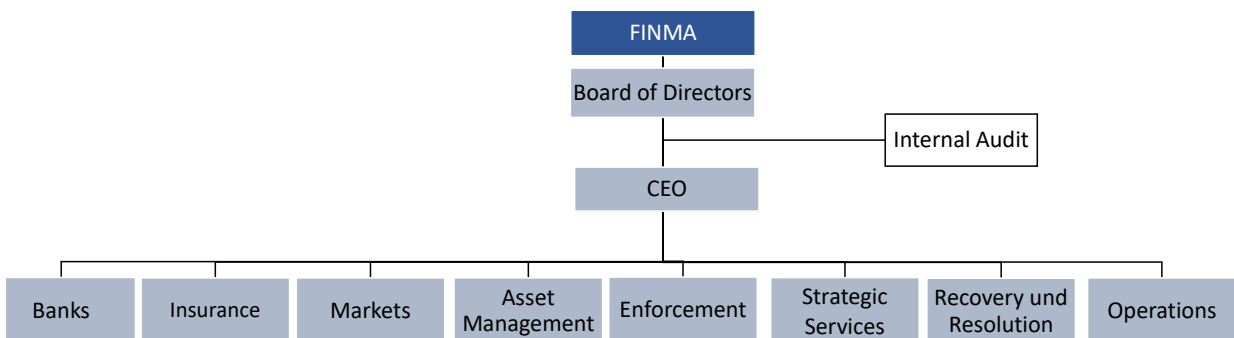 FINMA
Board of Directors
Internal Audit
CEO
Banks
Insurance
Markets
Asset
Management
Enforcement
Strategic
Services
Recovery und
Resolution
Operations